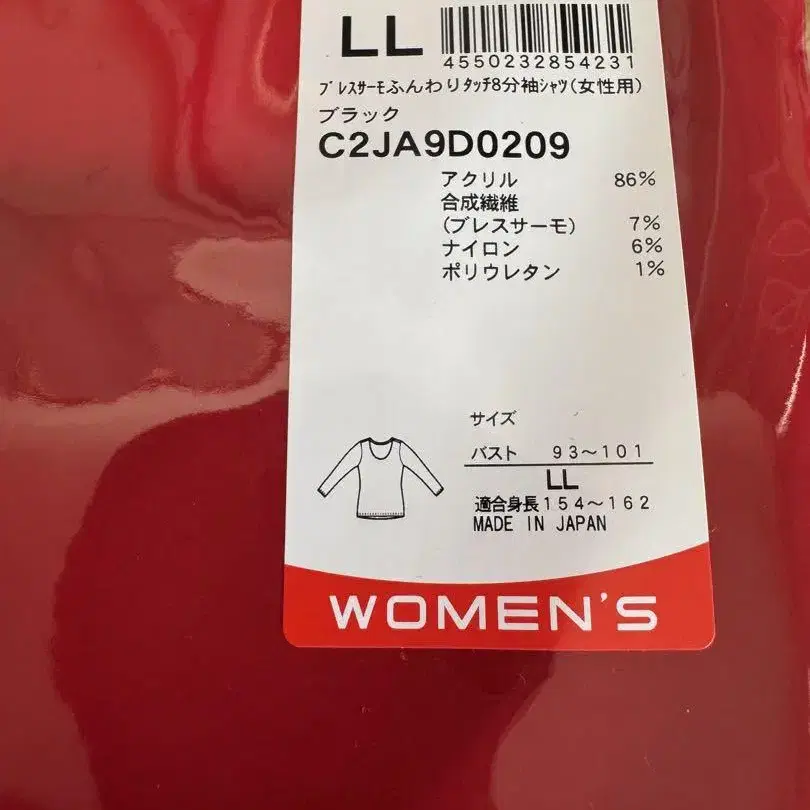 LL
4550232854231
ﾌﾞﾚｽｻｰﾓふんわりﾀｯﾁ8分袖ｼｬﾂ(女性用)
ブラック
C2JA9D0209
アクリル 86%
合成繊維
(ブレスサーモ) 7%
ナイロン 6%
ポリウレタン 1%
サイズ
バスト 93～101
LL
適合身長154～162
MADE IN JAPAN
WOMEN'S